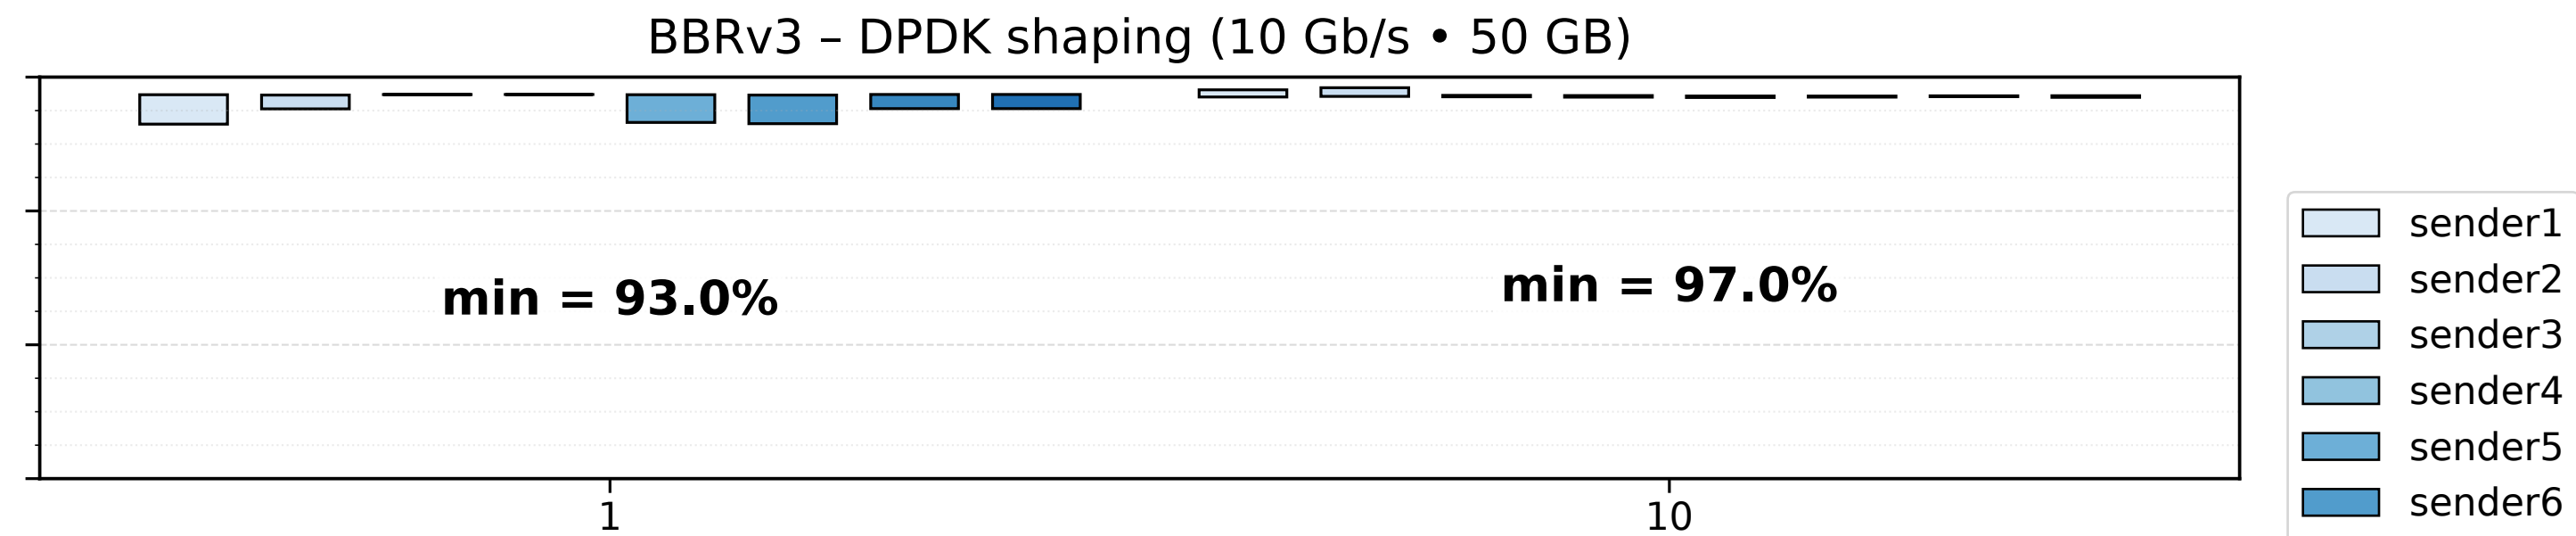 BBRv3 – DPDK shaping (10 Gb/s • 50 GB)
min = 93.0%
min = 97.0%
1
10
sender1
sender2
sender3
sender4
sender5
sender6